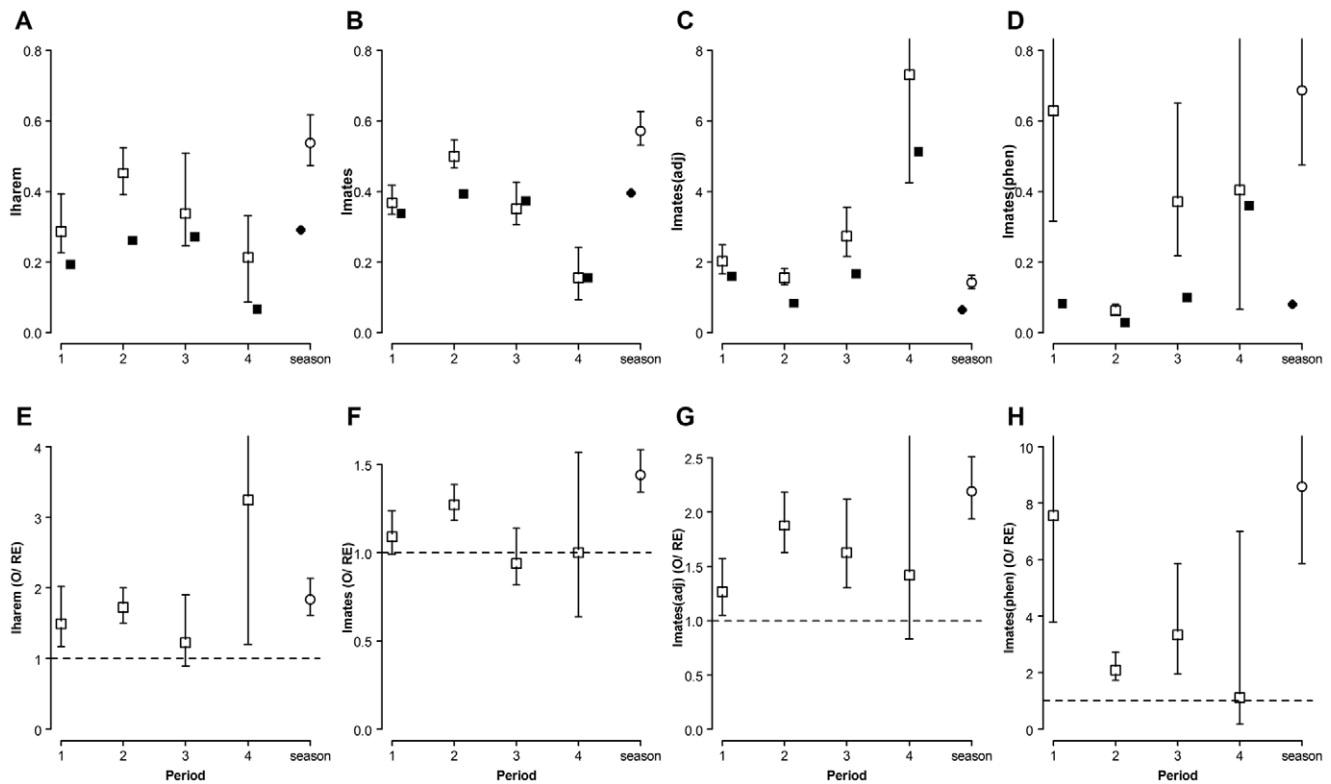 A
Iharem
0.8
0.6
0.4
0.2
0.0
1 2 3 4 season
B
Imates
0.8
0.6
0.4
0.2
0.0
1 2 3 4 season
C
Imates(adj)
8
6
4
2
0
1 2 3 4 season
D
Imates(phen)
0.8
0.6
0.4
0.2
0.0
1 2 3 4 season
E
Iharem (O/ RE)
4
3
2
1
0
1 2 3 4 season
Period
F
Imates (O/ RE)
1.5
1.0
0.5
0.0
1 2 3 4 season
Period
G
Imates(adj) (O/ RE)
2.5
2.0
1.5
1.0
0.5
0.0
1 2 3 4 season
Period
H
Imates(phen) (O/ RE)
10
8
6
4
2
0
1 2 3 4 season
Period